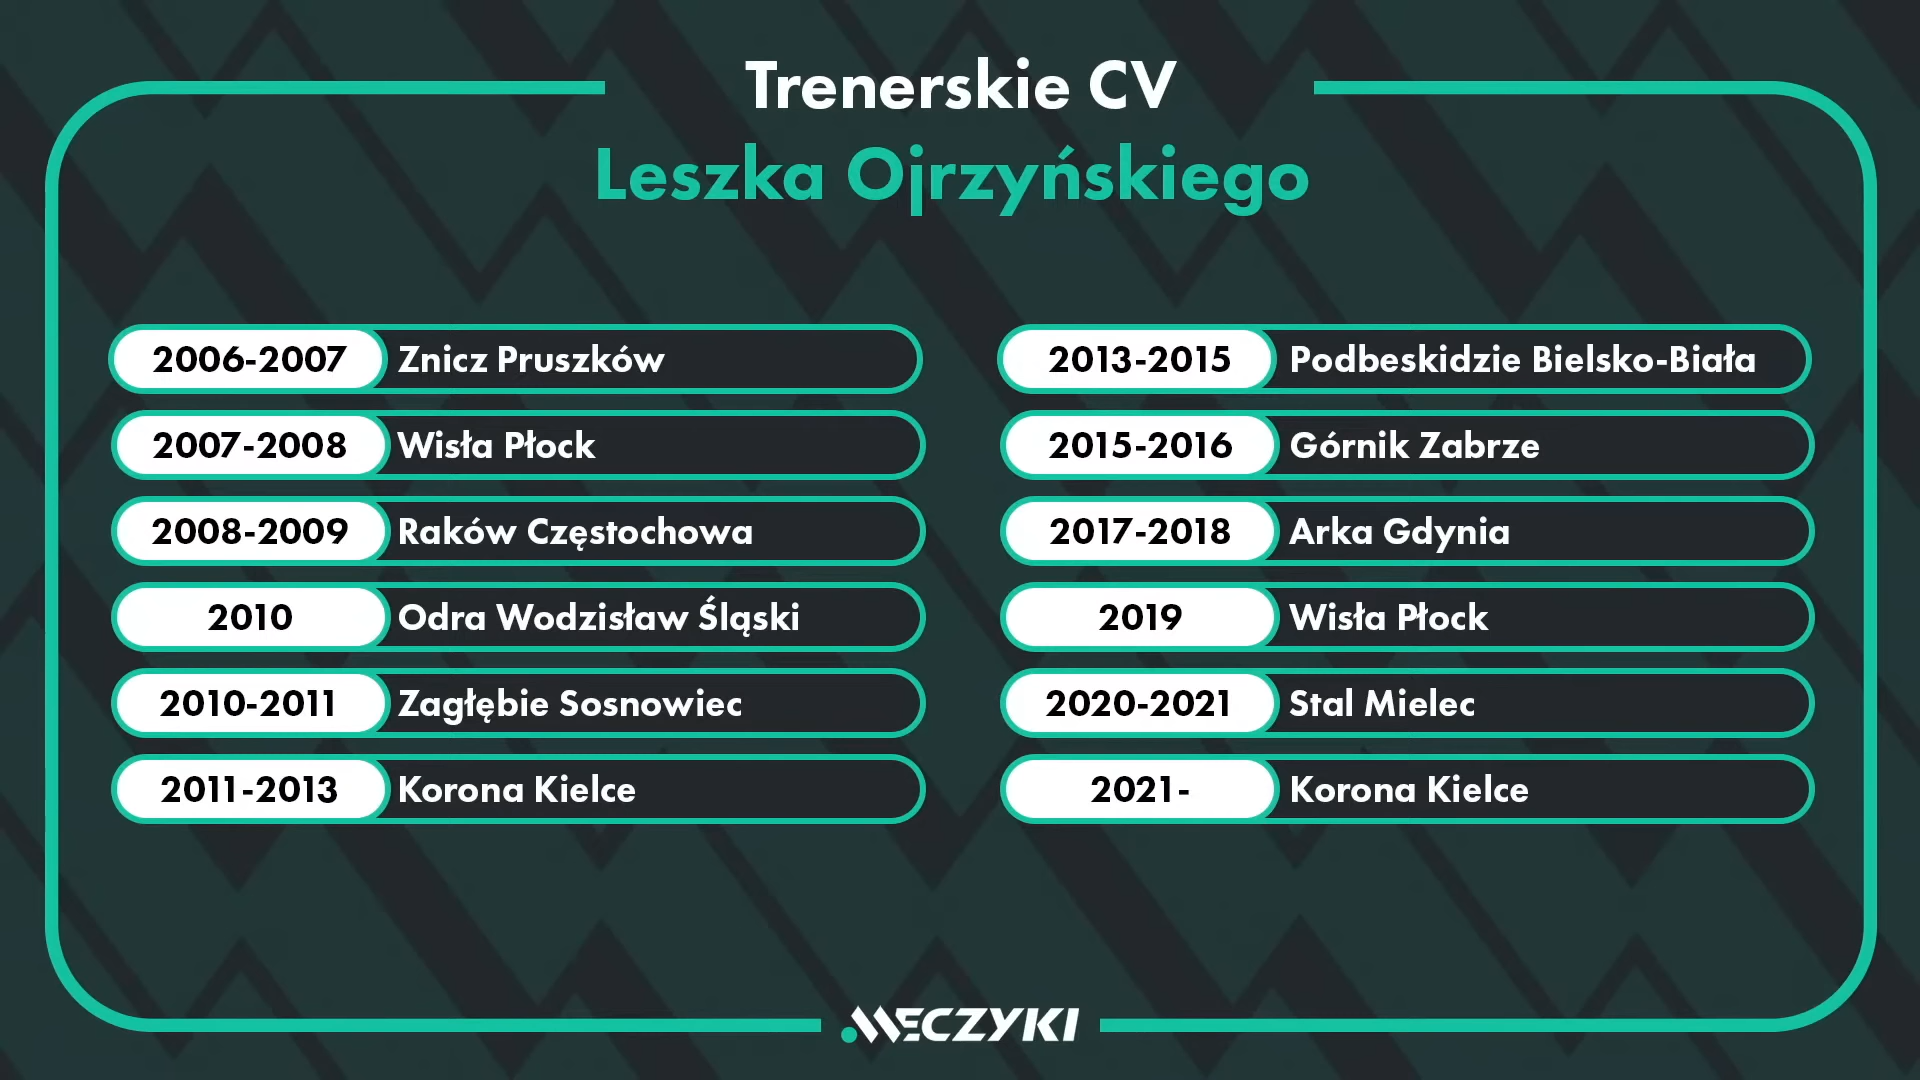 Trenerskie CV
Leszka Ojrzyńskiego
2006-2007 Znicz Pruszków
2007-2008 Wisła Płock
2008-2009 Raków Częstochowa
2010 Odra Wodzisław Śląski
2010-2011 Zagłębie Sosnowiec
2011-2013 Korona Kielce
2013-2015 Podbeskidzie Bielsko-Biała
2015-2016 Górnik Zabrze
2017-2018 Arka Gdynia
2019 Wisła Płock
2020-2021 Stal Mielec
2021- Korona Kielce
MECZYKI